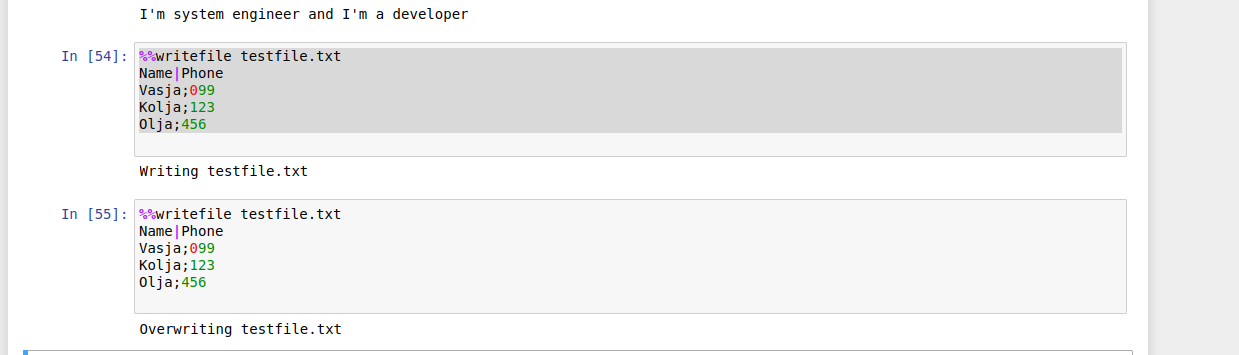 I'm system engineer and I'm a developer
In [54]: %%writefile testfile.txt
Name|Phone
Vasja;099
Kolja;123
Olja;456
Writing testfile.txt
In [55]: %%writefile testfile.txt
Name|Phone
Vasja;099
Kolja;123
Olja;456
Overwriting testfile.txt